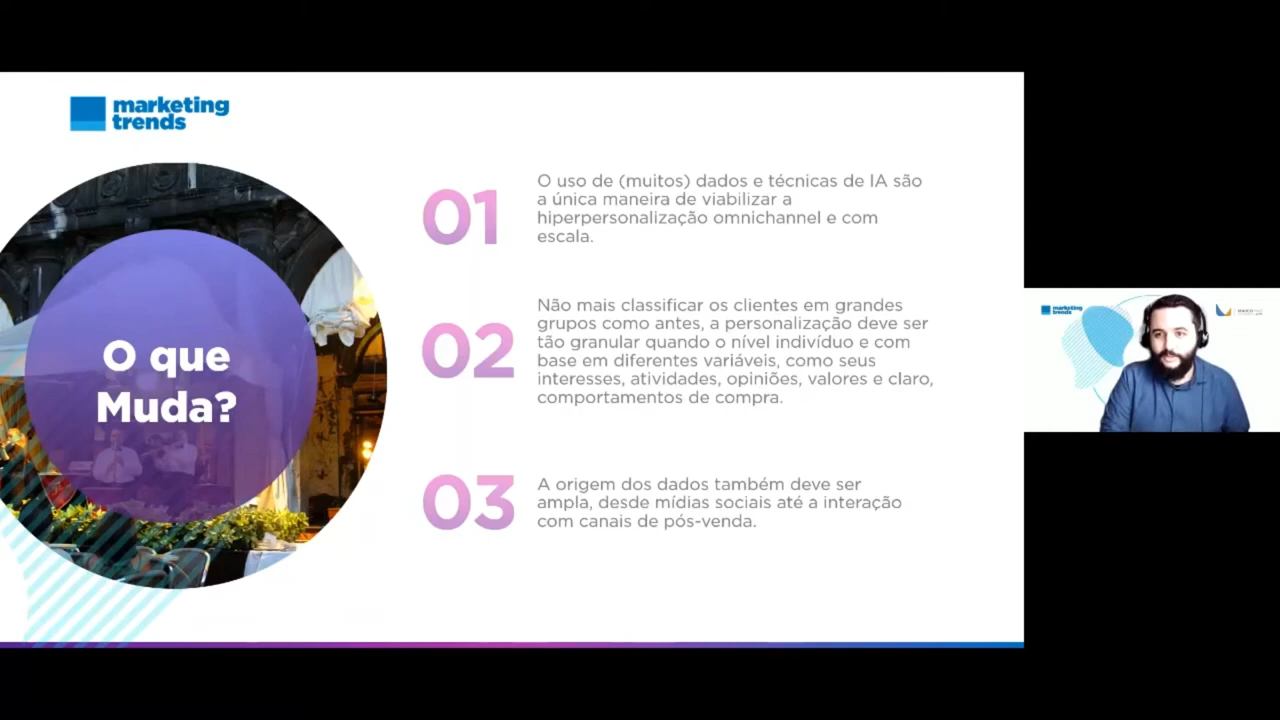 marketing
trends
O que
Muda?
01
O uso de (muitos) dados e técnicas de IA são
a única maneira de viabilizar a
hiperpersonalização omnichannel e com
escala.
02
Não mais classificar os clientes em grandes
grupos como antes, a personalização deve ser
tão granular quando o nível indivíduo e com
base em diferentes variáveis, como seus
interesses, atividades, opiniões, valores e claro,
comportamentos de compra.
03
A origem dos dados também deve ser
ampla, desde mídias sociais até a interação
com canais de pós-venda.
marketing
trends